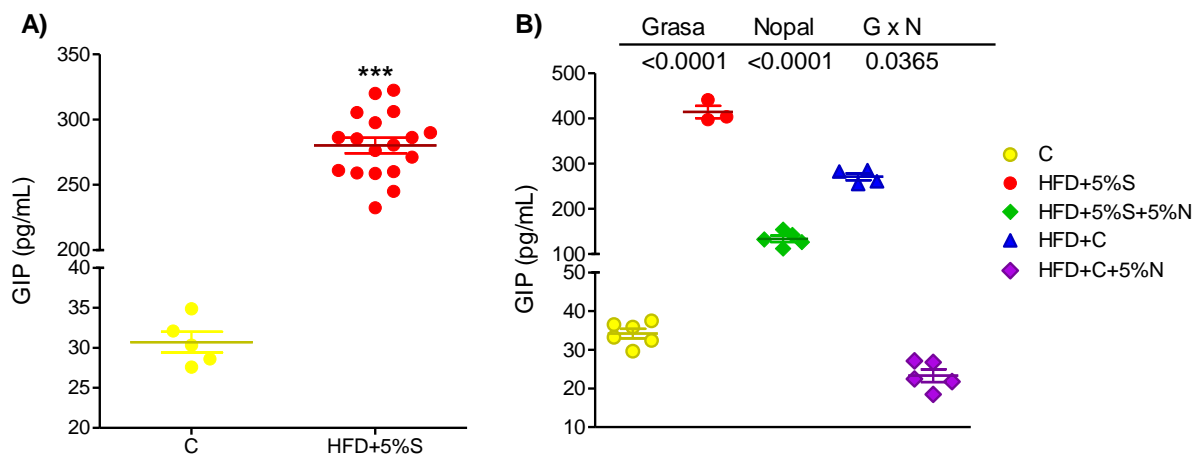 A)
GIP (pg/mL)
350
300
250
200
35
30
25
20
C
HFD+5%S
***
B)
Grasa Nopal G x N
<0.0001 <0.0001 0.0365
GIP (pg/mL)
500
400
300
200
100
40
30
20
10
C
HFD+5%S
HFD+5%S+5%N
HFD+C
HFD+C+5%N